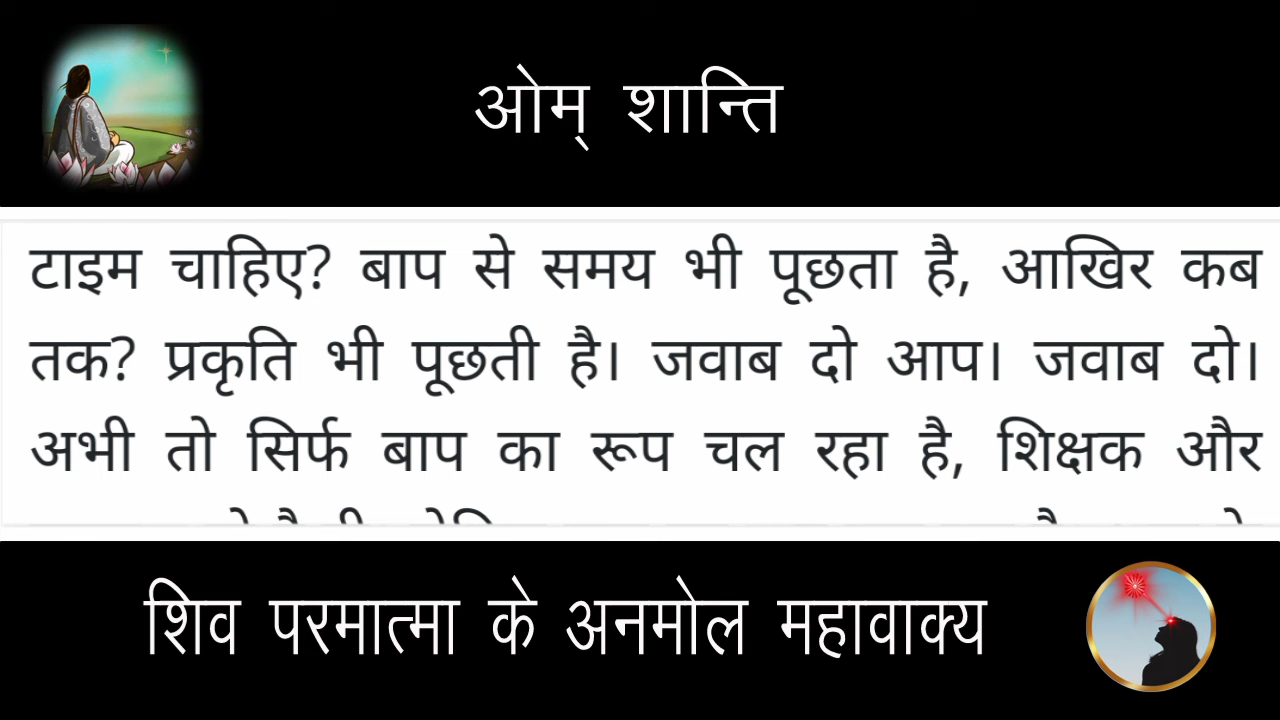 ओम् शान्ति
टाइम चाहिए? बाप से समय भी पूछता है, आखिर कब
तक? प्रकृति भी पूछती है। जवाब दो आप। जवाब दो।
अभी तो सिर्फ बाप का रूप चल रहा है, शिक्षक और
शिव परमात्मा के अनमोल महावाक्य